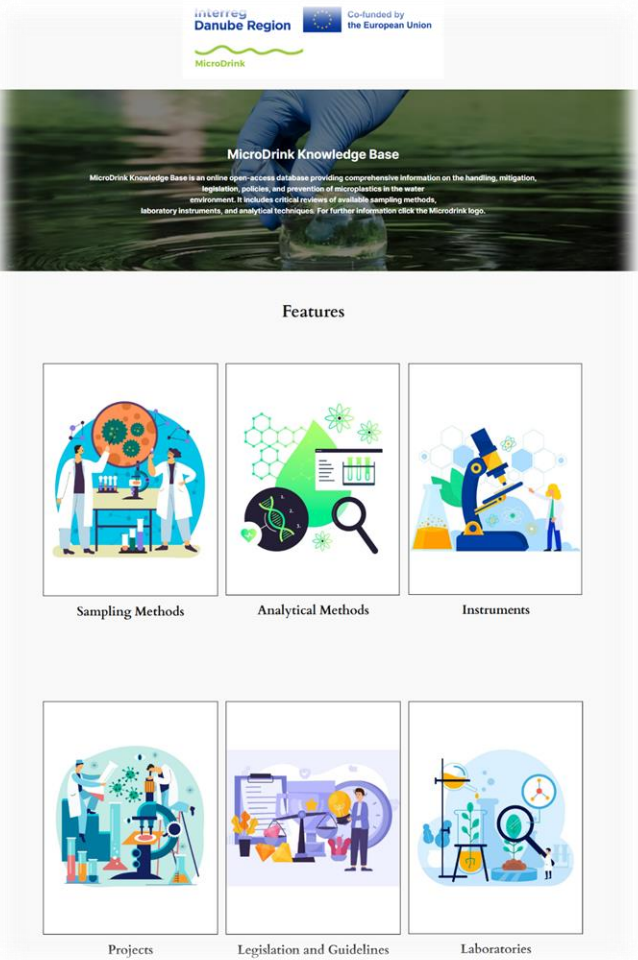 Interreg
Danube Region
Co-funded by
the European Union
MicroDrink
MicroDrink Knowledge Base
MicroDrink Knowledge Base is an online open-access database providing comprehensive information on the handling, mitigation,
legislation, policies, and prevention of microplastics in the water
environment. It includes critical reviews of available sampling methods,
laboratory instruments, and analytical techniques. For further information click the Microdrink logo.
Features
Sampling Methods
Analytical Methods
Instruments
Projects
Legislation and Guidelines
Laboratories